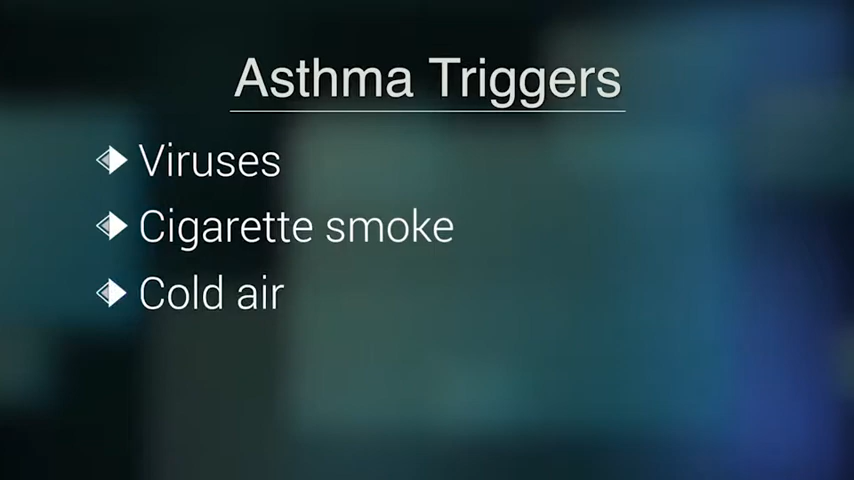 Asthma Triggers
Viruses
Cigarette smoke
Cold air